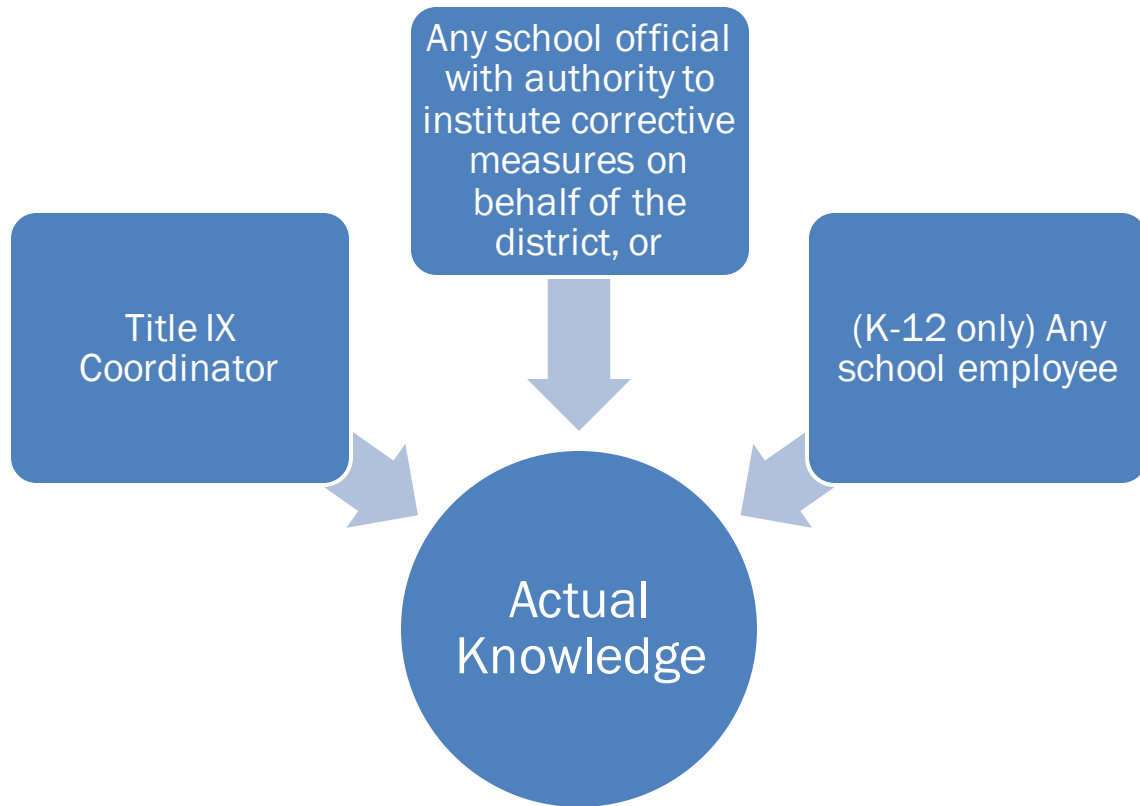 Title IX
Coordinator
Any school official
with authority to
institute corrective
measures on
behalf of the
district, or
(K-12 only) Any
school employee
Actual
Knowledge